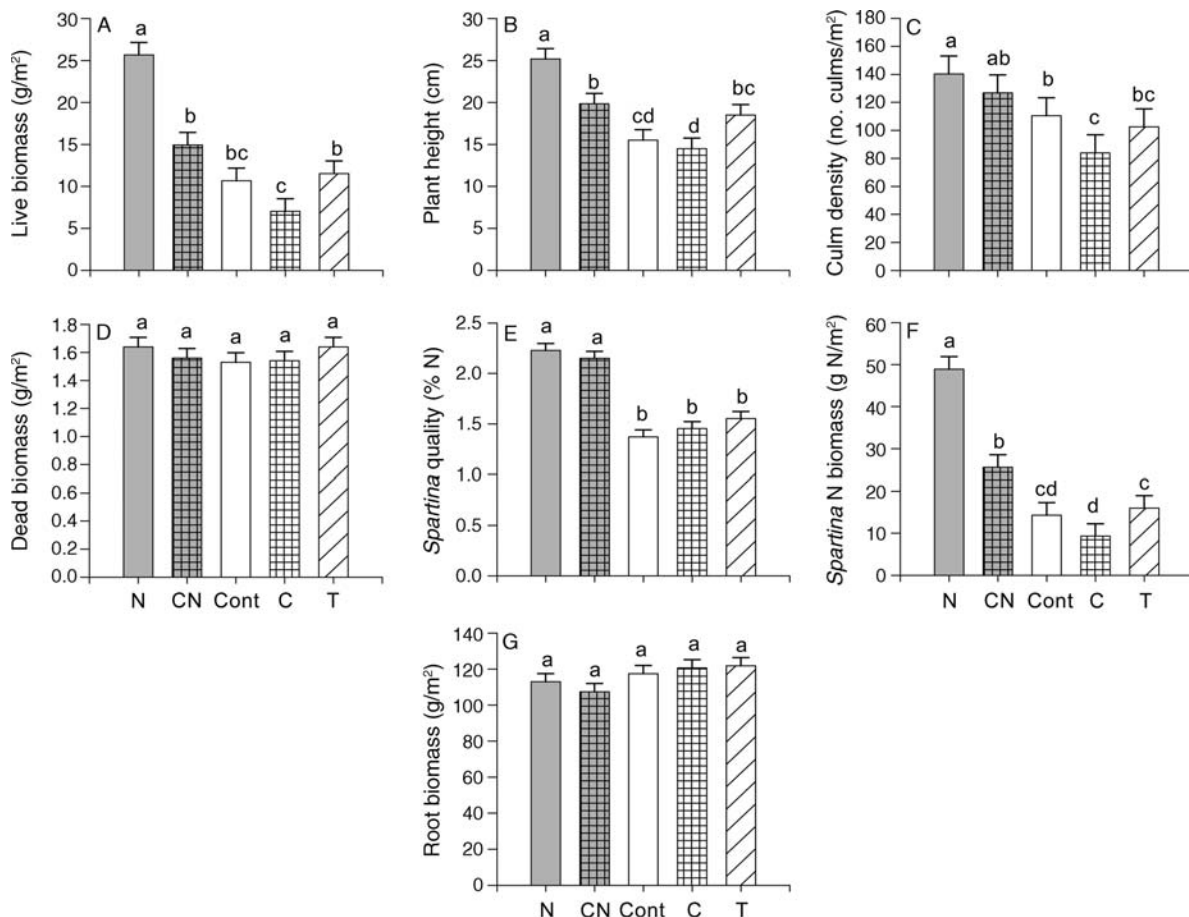 A
Live biomass (g/m²)
30
25
20
15
10
5
0
a
b
bc
c
b
B
Plant height (cm)
30
25
20
15
10
5
0
a
b
cd
d
bc
C
Culm density (no. culms/m²)
180
160
140
120
100
80
60
40
20
0
a
ab
b
c
bc
D
Dead biomass (g/m²)
1.8
1.6
1.4
1.2
1.0
0.8
0.6
0.4
0.2
0.0
a
a
a
a
a
N CN Cont C T
E
Spartina quality (% N)
2.5
2.0
1.5
1.0
0.5
0.0
a
a
b
b
b
F
Spartina N biomass (g N/m²)
60
50
40
30
20
10
0
a
b
cd
d
c
N CN Cont C T
G
Root biomass (g/m²)
140
120
100
80
60
40
20
0
a
a
a
a
a
N CN Cont C T